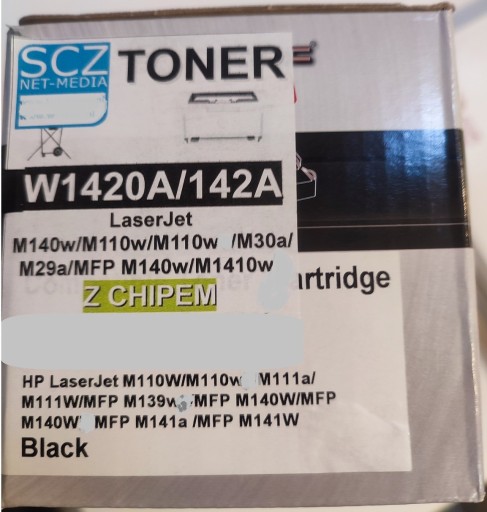 SCZ
NET-MEDIA
TONER
W1420A/142A
LaserJet
M140w/M110w/M110w /M30a/
M29a/MFP M140w/M1410w
artridge
Z CHIPEM
HP LaserJet M110W/M110w M111a/
M111W/MFP M139w /MFP M140W/MFP
M140W MFP M141a /MFP M141W
Black